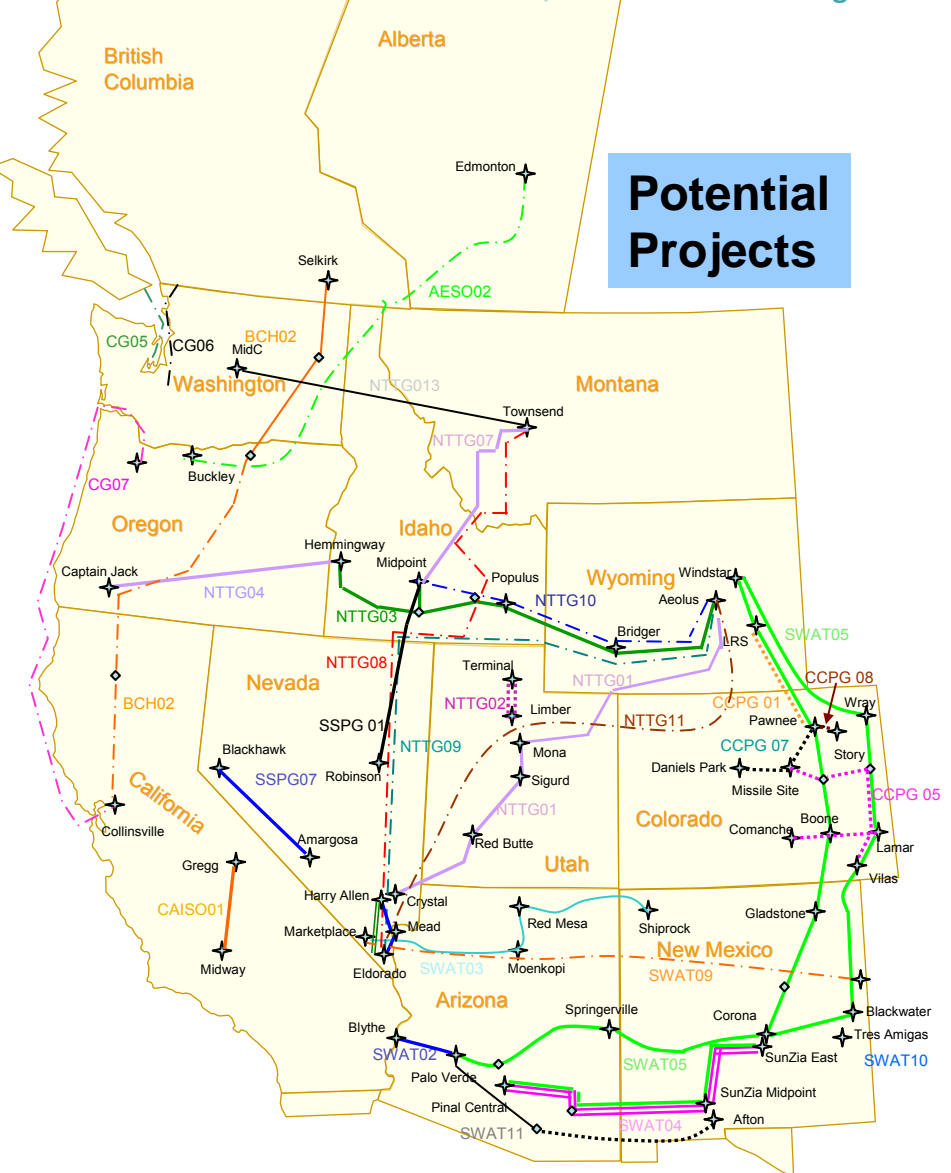 British
Columbia
Alberta
Edmonton
Potential
Projects
Selkirk
AESO02
CG05
CG06
BCH02
MidC
Washington
NTTG013
Montana
Townsend
NTTG07
CG07
Buckley
Oregon
Idaho
Hemmingway
Captain Jack
NTTG04
Midpoint
Populus
NTTG03
NTTG10
Wyoming
Windstar
Aeolus
Bridger
LRS
SWAT05
NTTG08
Nevada
Terminal
NTTG01
CCPG 08
BCH02
NTTG02
Limber
CCPG 01
Wray
SSPG 01
NTTG11
Pawnee
Blackhawk
NTTG09
Mona
CCPG 07
Story
SSPG07
Robinson
Sigurd
Daniels Park
Missile Site
CCPG 05
California
NTTG01
Colorado
Boone
Collinsville
Amargosa
Red Butte
Comanche
Lamar
Gregg
Utah
Vilas
Harry Allen
Crystal
CAISO01
Marketplace
Mead
Red Mesa
Shiprock
Gladstone
Midway
Eldorado
SWAT03
Moenkopi
New Mexico
SWAT09
Arizona
Springerville
Corona
Blackwater
Blythe
SWAT02
Tres Amigas
SunZia East
SWAT10
Palo Verde
SWAT05
Pinal Central
SunZia Midpoint
SWAT04
Afton
SWAT11